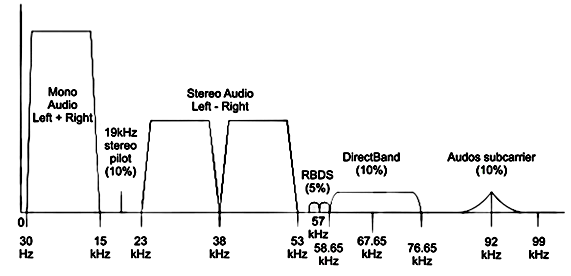 Mono
Audio
Left + Right
19kHz
stereo
pilot
(10%)
Stereo Audio
Left - Right
RBDS
(5%)
DirectBand
(10%)
Audos subcarrier
(10%)
0
30
Hz
15
kHz
23
kHz
38
kHz
53
kHz
57
kHz
58.65
kHz
67.65
kHz
76.65
kHz
92
kHz
99
kHz